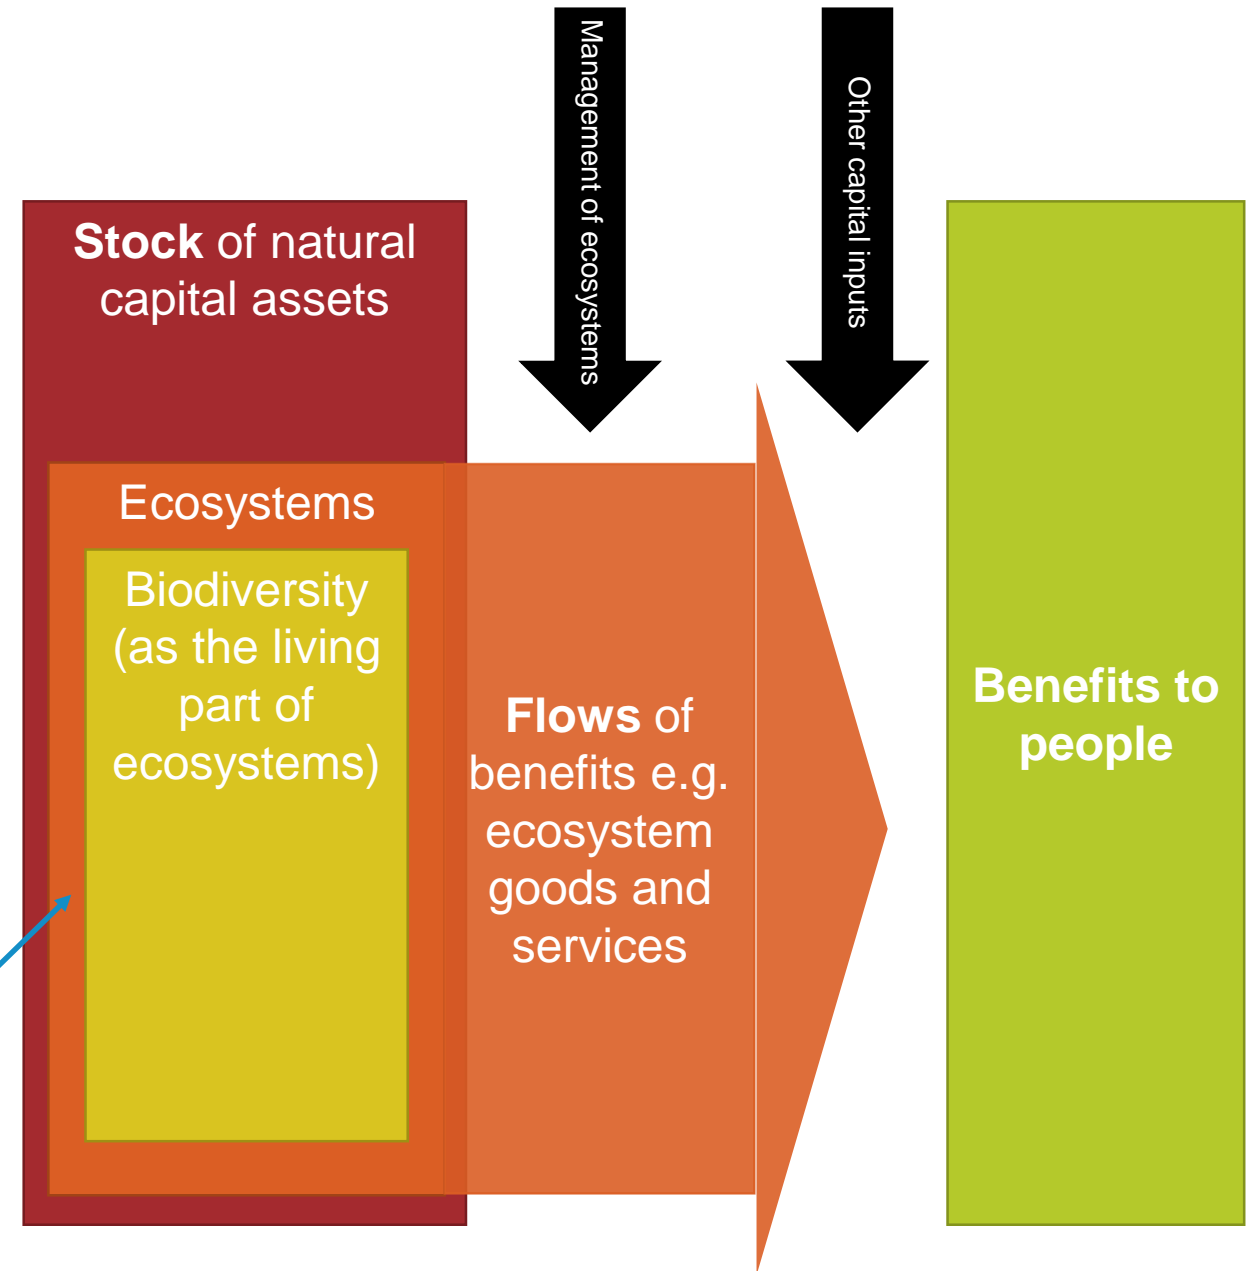 Management of ecosystems
Other capital inputs
Stock of natural
capital assets
Ecosystems
Biodiversity
(as the living
part of
ecosystems)
Flows of
benefits e.g.
ecosystem
goods and
services
Benefits to
people